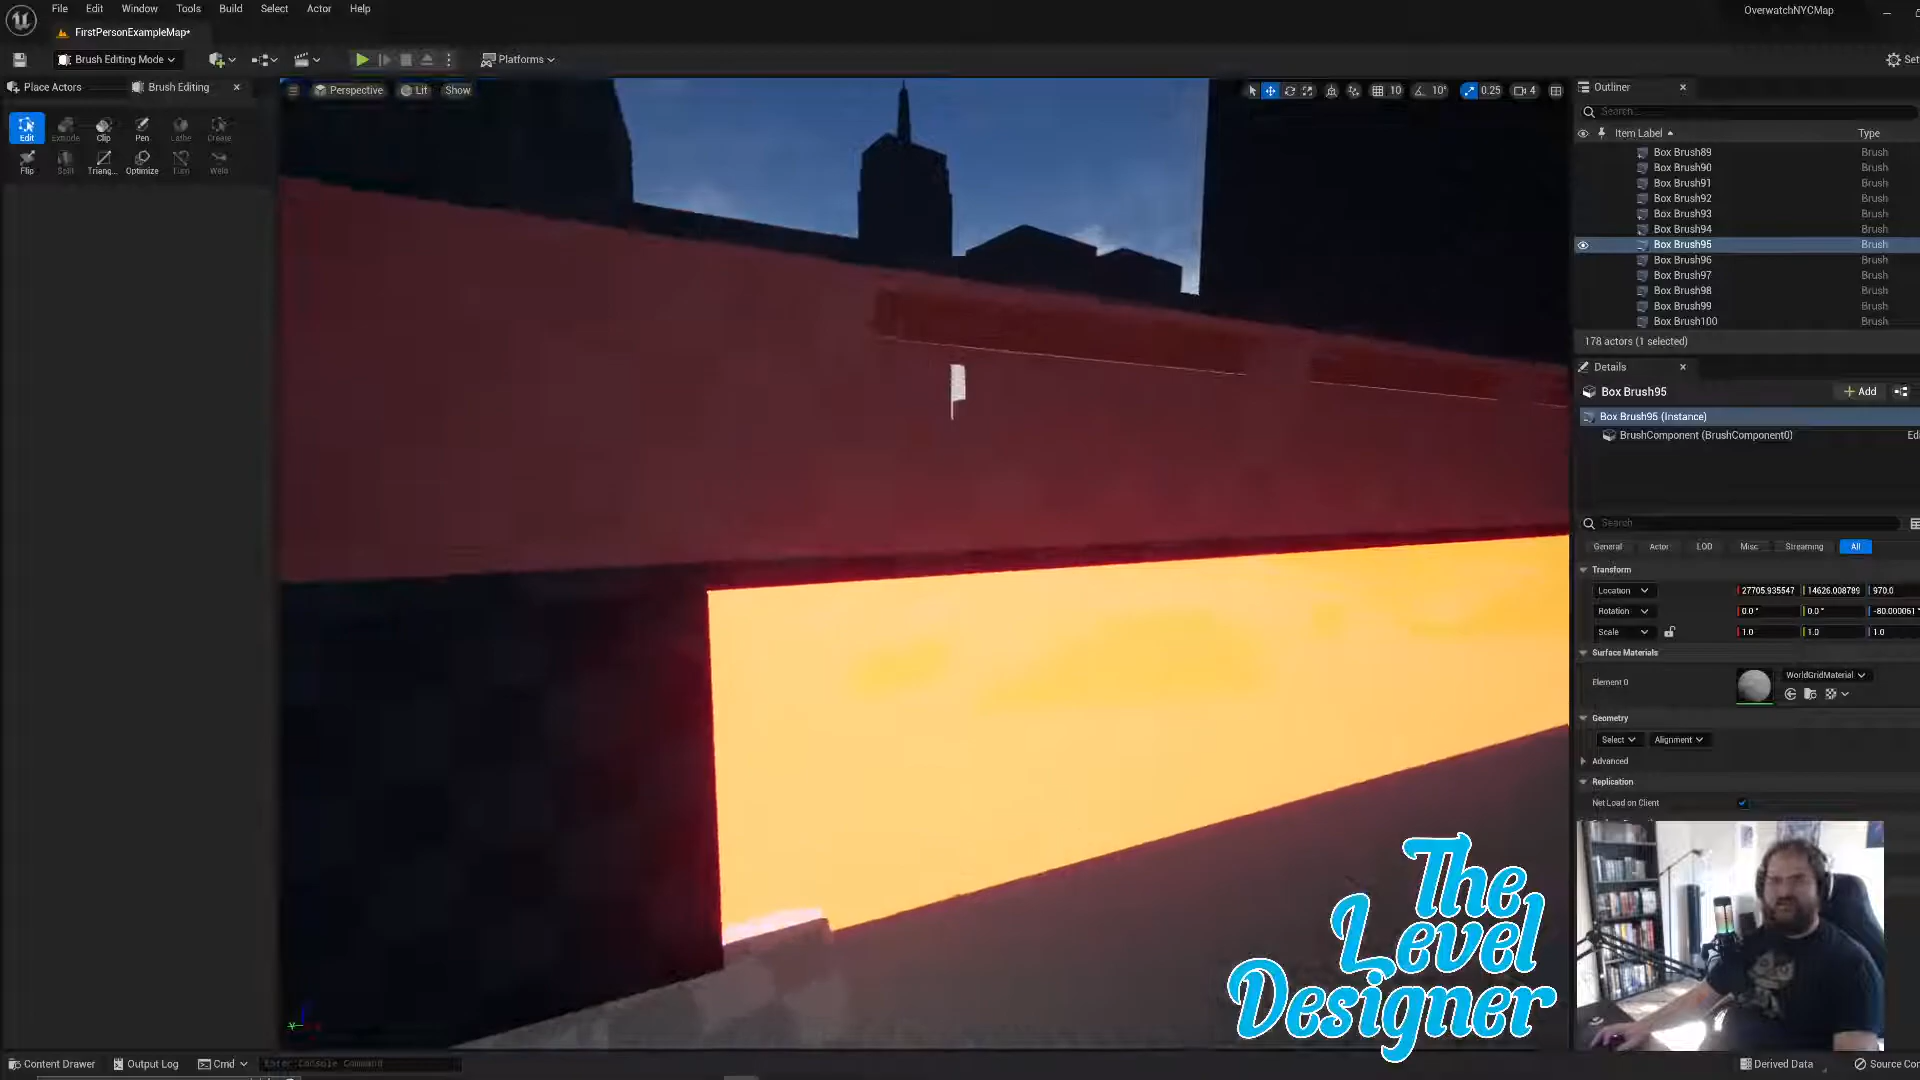 File Edit Window Tools Build Select Actor Help
OverwatchNYCMap
FirstPersonExampleMap*
Brush Editing Mode
Platforms
Place Actors
Brush Editing
Perspective
Lit
Show
10
10°
0.25
4
Edit
Extrude
Clip
Pen
Lathe
Create
Flip
Split
Triang...
Optimize
Turn
Weld
Outliner
Search...
Item Label
Type
Box Brush89 Brush
Box Brush90 Brush
Box Brush91 Brush
Box Brush92 Brush
Box Brush93 Brush
Box Brush94 Brush
Box Brush95 Brush
Box Brush96 Brush
Box Brush97 Brush
Box Brush98 Brush
Box Brush99 Brush
Box Brush100 Brush
178 actors (1 selected)
Details
Box Brush95
Add
Box Brush95 (Instance)
BrushComponent (BrushComponent0)
Search
General Actor LOD Misc Streaming All
Transform
Location 27705.935547 14626.008789 970.0
Rotation 0.0° 0.0° -80.000061°
Scale 1.0 1.0 1.0
Surface Materials
Element 0
WorldGridMaterial
Geometry
Select
Alignment
Advanced
Replication
Net Load on Client
The
Level
Designer
Content Drawer
Output Log
Cmd
Enter Console Command
Derived Data